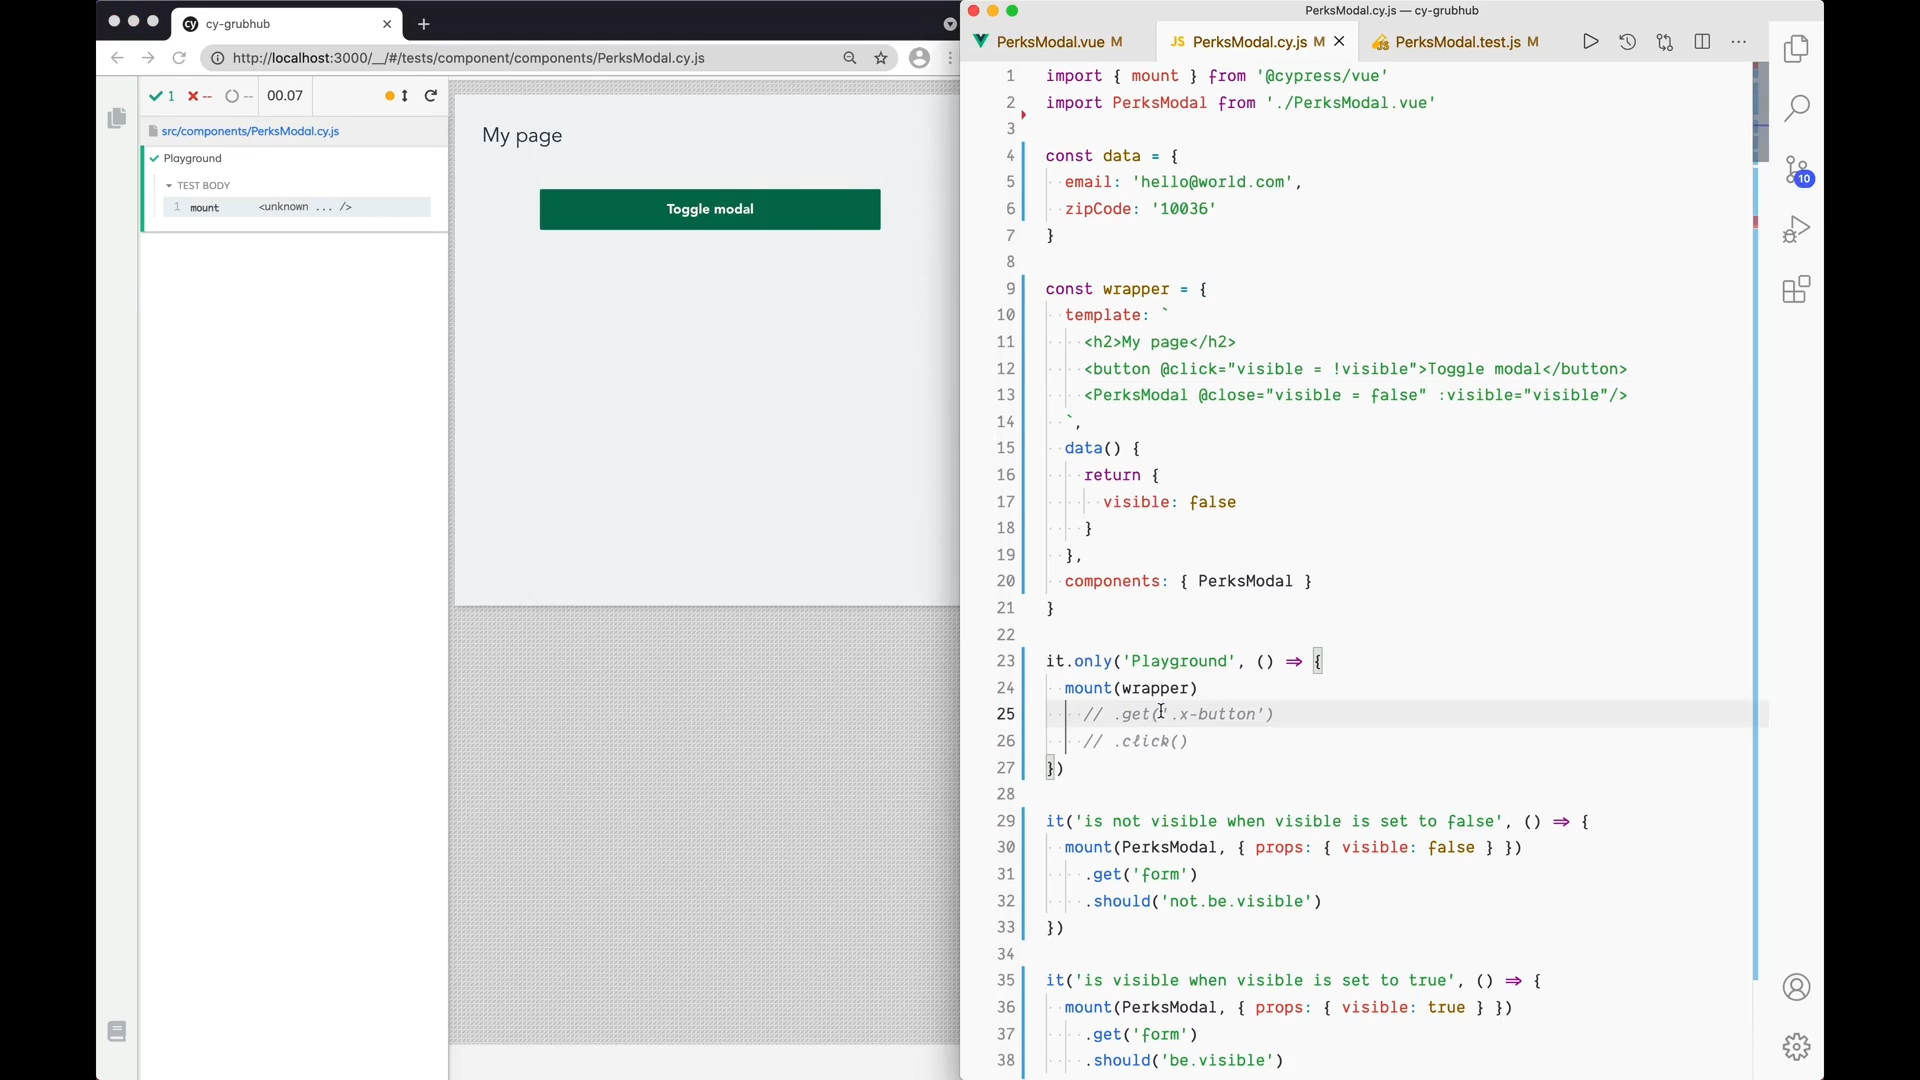 cy-grubhub
http://localhost:3000/__/#/tests/component/components/PerksModal.cy.js
1 -- -- 00.07
src/components/PerksModal.cy.js
Playground
TEST BODY
1 mount <unknown ... />
My page
Toggle modal
PerksModal.cy.js — cy-grubhub
PerksModal.vue M
JS PerksModal.cy.js M
PerksModal.test.js M
10
1 import { mount } from '@cypress/vue'
2 import PerksModal from './PerksModal.vue'
3
4 const data = {
5 email: 'hello@world.com',
6 zipCode: '10036'
7 }
8
9 const wrapper = {
10 template: `
11 <h2>My page</h2>
12 <button @click="visible = !visible">Toggle modal</button>
13 <PerksModal @close="visible = false" :visible="visible"/>
14 `,
15 data() {
16 return {
17 visible: false
18 }
19 },
20 components: { PerksModal }
21 }
22
23 it.only('Playground', () => {
24 mount(wrapper)
25 // .get('.x-button')
26 // .click()
27 })
28
29 it('is not visible when visible is set to false', () => {
30 mount(PerksModal, { props: { visible: false } })
31 .get('form')
32 .should('not.be.visible')
33 })
34
35 it('is visible when visible is set to true', () => {
36 mount(PerksModal, { props: { visible: true } })
37 .get('form')
38 .should('be.visible')